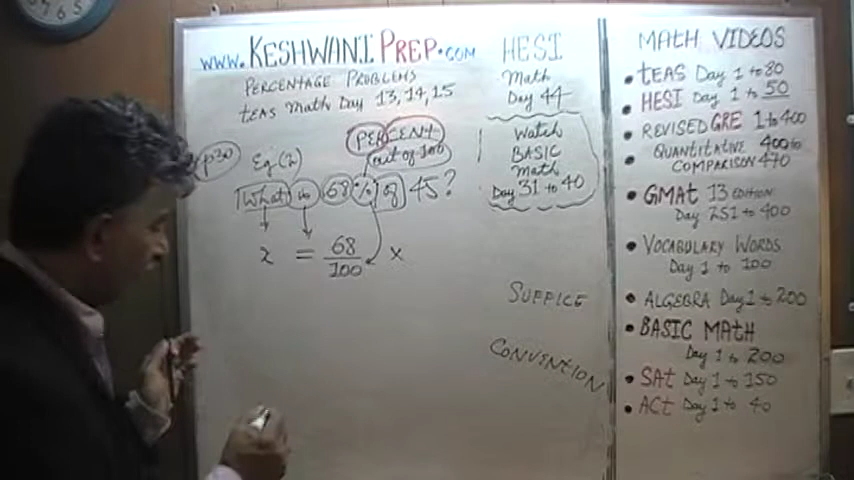 www.KESHWANIPREP.COM
PERCENTAGE PROBLEMS
tEAS Math Day 13, 14, 15
PERCENT
out of 100
p30 Eg(2)
What is 68 % of 45?
x = 68/100 x
HESI
Math
Day 44
Watch
BASIC
Math
Day 31 to 40
SUFFICE
CONVENTION
MATH VIDEOS
• tEAS Day 1 to 80
• HESI Day 1 to 50
• REVISED GRE 1 to 400
• QUANTITATIVE 400 to
COMPARISON 470
• GMAt 13 EDITION
Day 251 to 400
• VOCABULARY WORDS
Day 1 to 100
• ALGEBRA Day 1 to 200
• BASIC MATH
Day 1 to 200
• SAt Day 1 to 150
• ACt Day 1 to 40